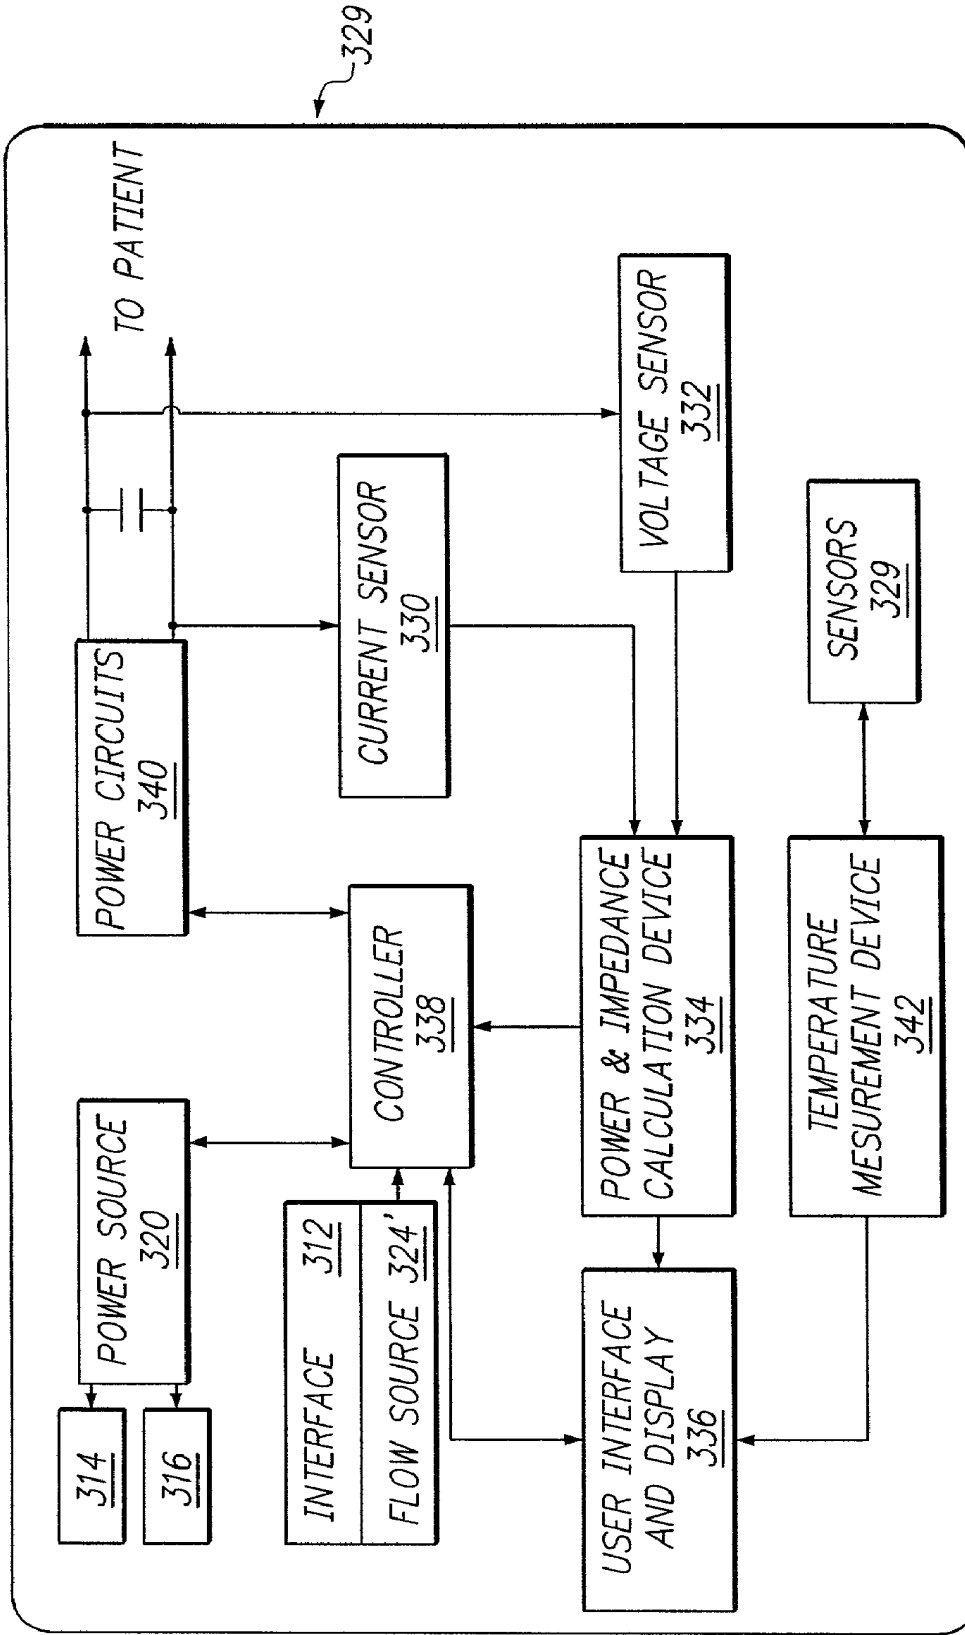 329
314
316
POWER SOURCE
320
POWER CIRCUITS
340
TO PATIENT
INTERFACE 312
FLOW SOURCE 324'
CONTROLLER
338
CURRENT SENSOR
330
USER INTERFACE
AND DISPLAY
336
POWER & IMPEDANCE
CALCULATION DEVICE
334
VOLTAGE SENSOR
332
TEMPERATURE
MESUREMENT DEVICE
342
SENSORS
329